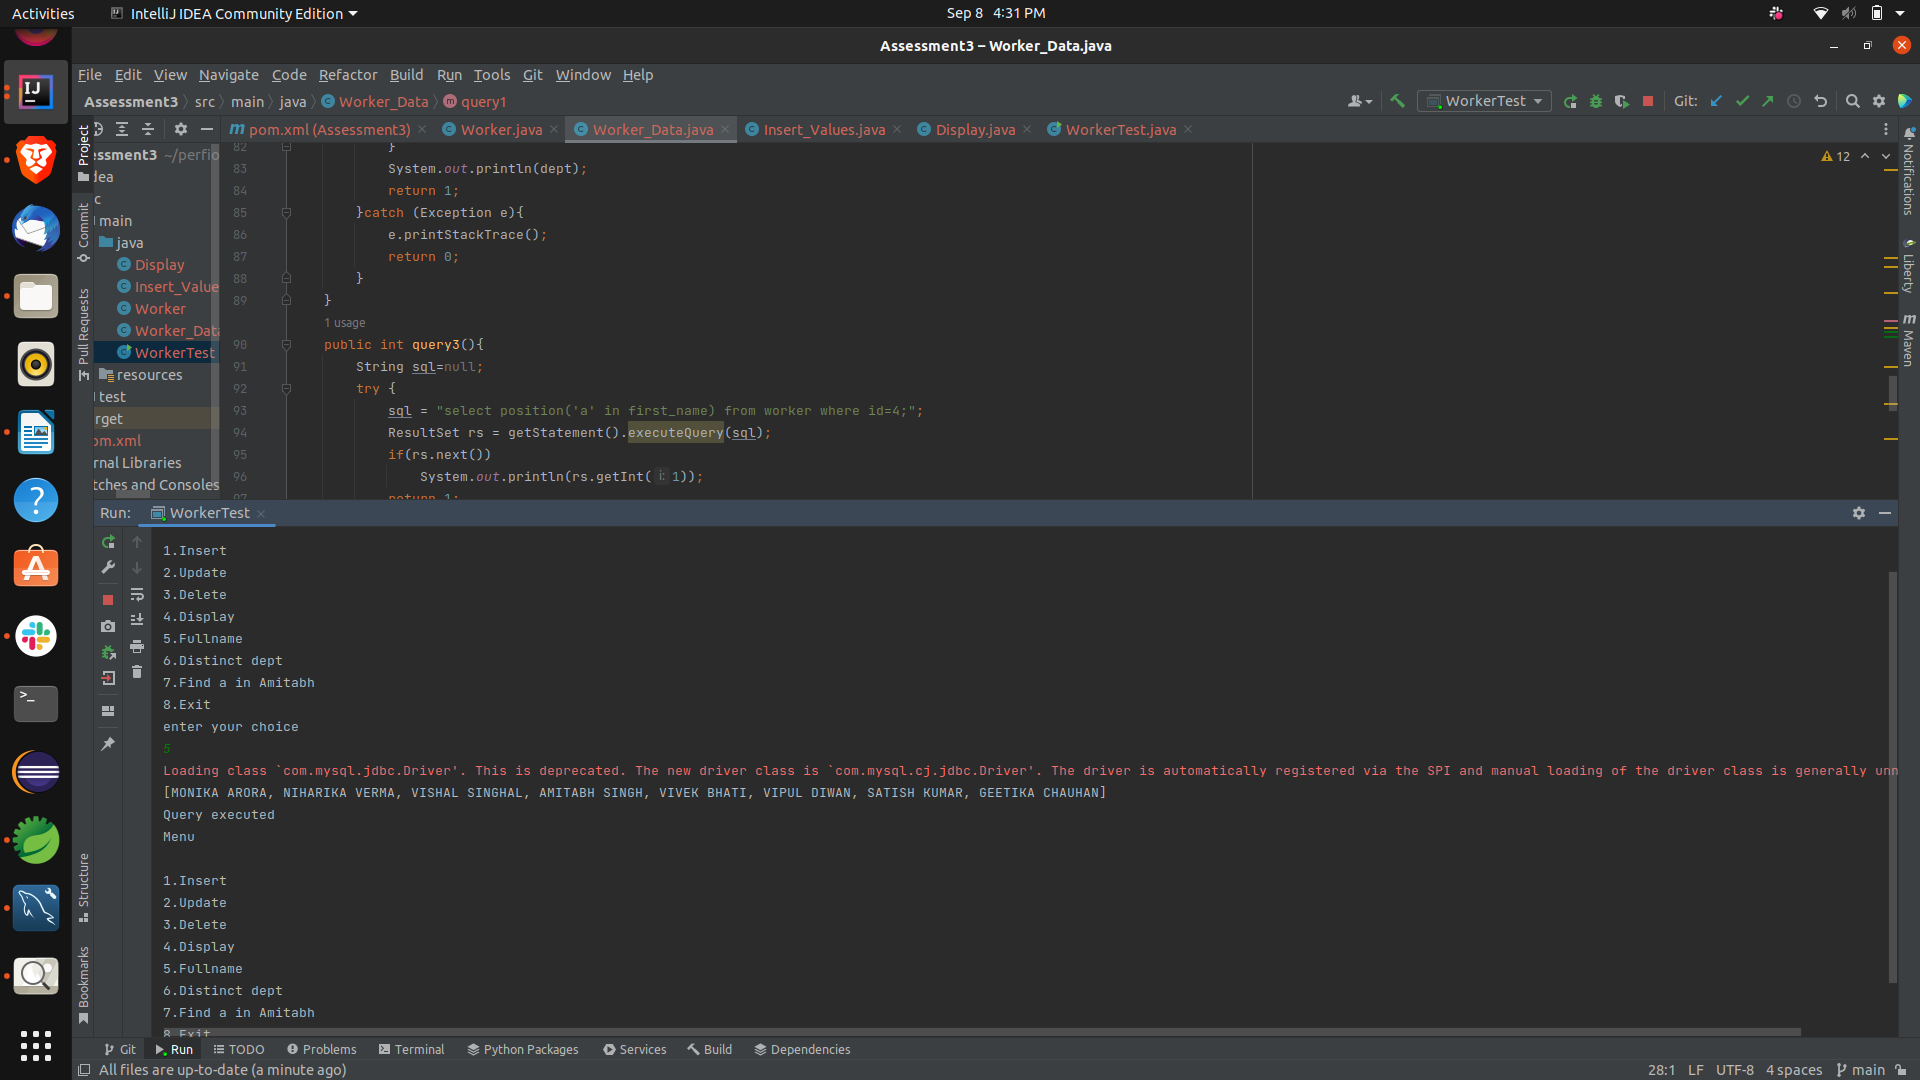 Activities IntelliJ IDEA Community Edition Sep 8 4:31 PM
Assessment3 – Worker_Data.java
File Edit View Navigate Code Refactor Build Run Tools Git Window Help
Assessment3 src main java Worker_Data query1 WorkerTest Git:
Project
Commit
Pull Requests
Structure
Bookmarks
essment3 ~/perfio
dea
c
main
java
Display
Insert_Value
Worker
Worker_Data
WorkerTest
resources
test
rget
om.xml
rnal Libraries
tches and Consoles
pom.xml (Assessment3) Worker.java Worker_Data.java Insert_Values.java Display.java WorkerTest.java
12
82 }
83 System.out.println(dept);
84 return 1;
85 }catch (Exception e){
86 e.printStackTrace();
87 return 0;
88 }
89 }
1 usage
90 public int query3(){
91 String sql=null;
92 try {
93 sql = "select position('a' in first_name) from worker where id=4;";
94 ResultSet rs = getStatement().executeQuery(sql);
95 if(rs.next())
96 System.out.println(rs.getInt( i: 1));
97 return 1;
Notifications
Liberty
Maven
Run: WorkerTest
1.Insert
2.Update
3.Delete
4.Display
5.Fullname
6.Distinct dept
7.Find a in Amitabh
8.Exit
enter your choice
5
Loading class `com.mysql.jdbc.Driver'. This is deprecated. The new driver class is `com.mysql.cj.jdbc.Driver'. The driver is automatically registered via the SPI and manual loading of the driver class is generally unn
[MONIKA ARORA, NIHARIKA VERMA, VISHAL SINGHAL, AMITABH SINGH, VIVEK BHATI, VIPUL DIWAN, SATISH KUMAR, GEETIKA CHAUHAN]
Query executed
Menu
1.Insert
2.Update
3.Delete
4.Display
5.Fullname
6.Distinct dept
7.Find a in Amitabh
8.Exit
Git Run TODO Problems Terminal Python Packages Services Build Dependencies
All files are up-to-date (a minute ago) 28:1 LF UTF-8 4 spaces main